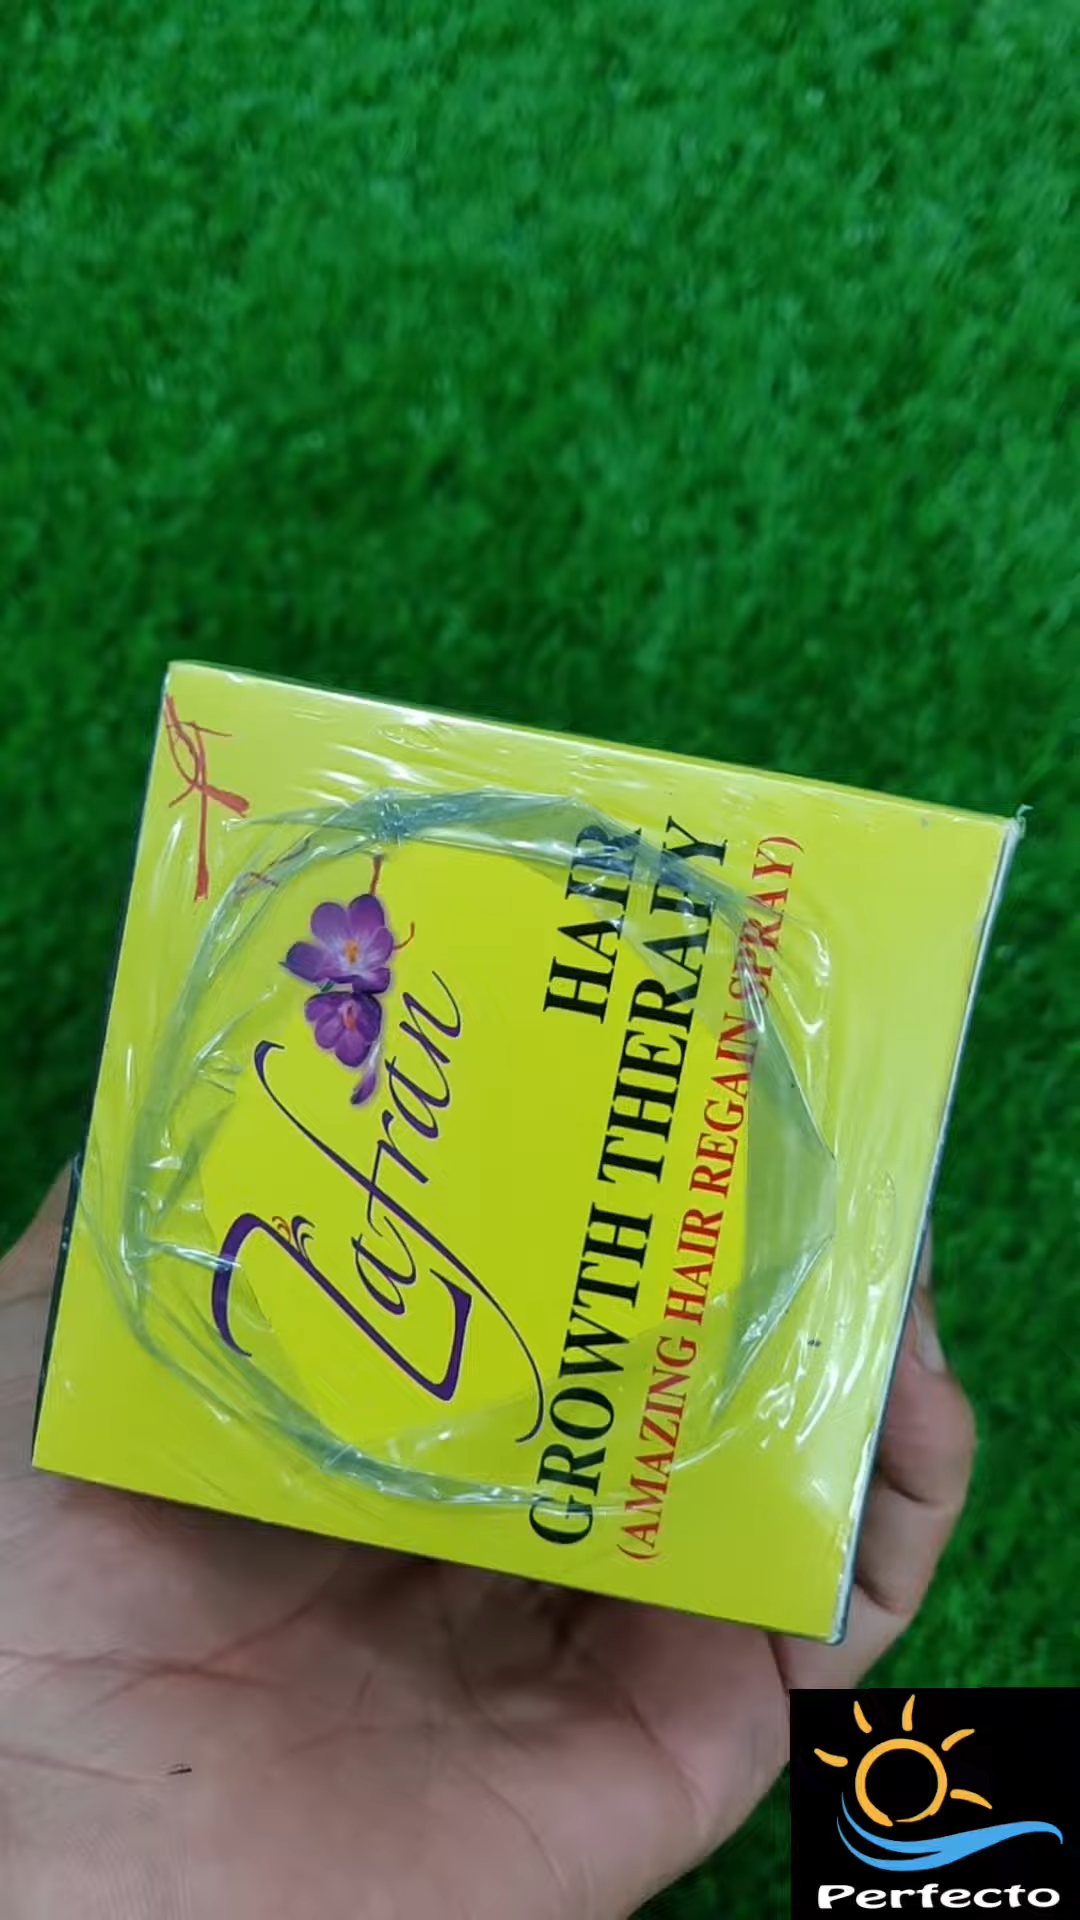 Zafran
HAIR
GROWTH THERAPY
(AMAZING HAIR REGAIN SPRAY)
Perfecto